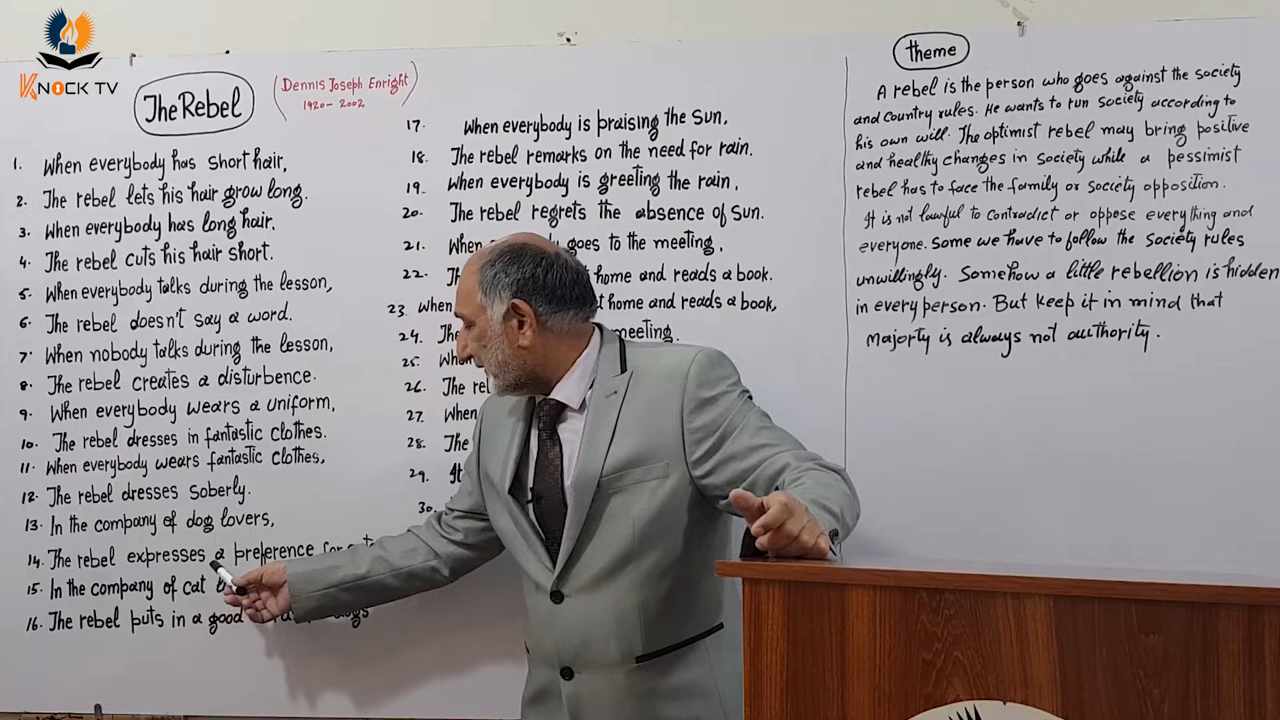 KNOCK TV
The Rebel
(Dennis Joseph Enright)
1920-2002
1. When everybody has short hair,
2. The rebel lets his hair grow long.
3. When everybody has long hair,
4. The rebel cuts his hair short.
5. When everybody talks during the lesson,
6. The rebel doesn't say a word.
7. When nobody talks during the lesson,
8. The rebel creates a disturbance.
9. When everybody wears a uniform,
10. The rebel dresses in fantastic clothes.
11. When everybody wears fantastic clothes,
12. The rebel dresses soberly.
13. In the company of dog lovers,
14. The rebel expresses a preference for
15. In the company of cat
16. The rebel puts in a good
17. When everybody is praising the sun,
18. The rebel remarks on the need for rain.
19. When everybody is greeting the rain,
20. The rebel regrets the absence of sun.
21. When goes to the meeting,
22. home and reads a book.
23. When home and reads a book,
24. The meeting.
25.
26. The
27. When
28. The
29. It
30.
theme
A rebel is the person who goes against the society
and country rules. He wants to run society according to
his own will. The optimist rebel may bring positive
and healthy changes in society while a pessimist
rebel has to face the family or society opposition.
It is not lawful to contradict or oppose everything and
everyone. Some we have to follow the society rules
unwillingly. Somehow a little rebellion is hidden
in every person. But keep it in mind that
Majorty is always not authority.